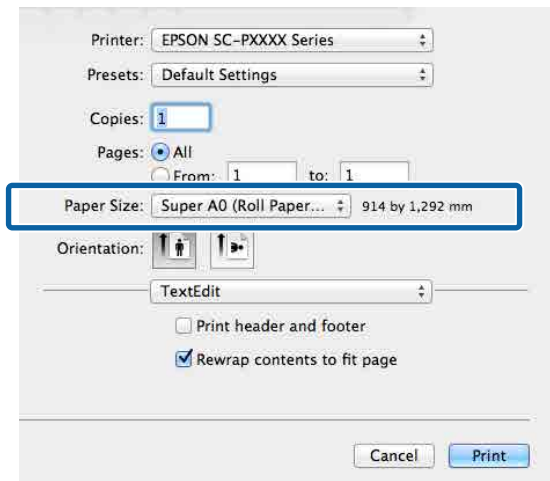 Printer: EPSON SC-PXXXX Series
Presets: Default Settings
Copies: 1
Pages: All
From: 1 to: 1
Paper Size: Super A0 (Roll Paper... 914 by 1,292 mm
Orientation:
TextEdit
Print header and footer
Rewrap contents to fit page
Cancel Print